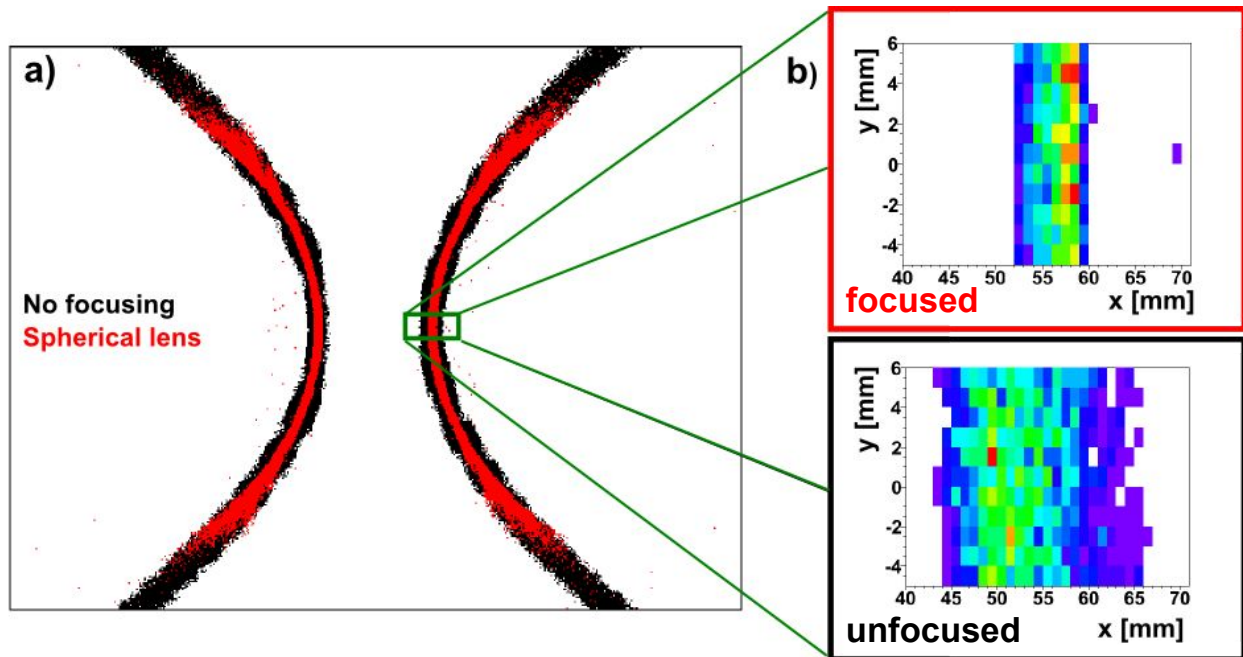 a)
No focusing
Spherical lens
b)
y [mm]
6
4
2
0
-2
-4
40 45 50 55 60 65 70
x [mm]
focused
y [mm]
6
4
2
0
-2
-4
40 45 50 55 60 65 70
x [mm]
unfocused